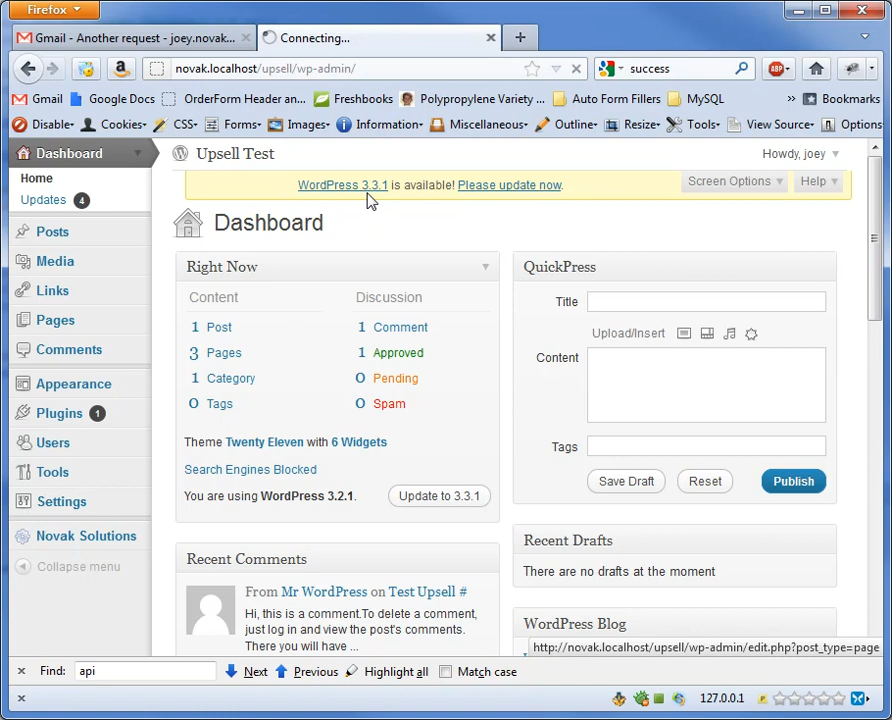 Firefox
Gmail - Another request - joey.novak...
Connecting...
novak.localhost/upsell/wp-admin/
success
Gmail Google Docs OrderForm Header an... Freshbooks Polypropylene Variety ... Auto Form Fillers MySQL » Bookmarks
Disable Cookies CSS Forms Images Information Miscellaneous Outline Resize Tools View Source Options
Dashboard
Upsell Test
Howdy, joey
Home
WordPress 3.3.1 is available! Please update now.
Screen Options
Help
Updates 4
Dashboard
Posts
Media
Links
Pages
Comments
Appearance
Plugins 1
Users
Tools
Settings
Novak Solutions
Collapse menu
Right Now
Content Discussion
1 Post 1 Comment
3 Pages 1 Approved
1 Category 0 Pending
0 Tags 0 Spam
Theme Twenty Eleven with 6 Widgets
Search Engines Blocked
You are using WordPress 3.2.1.
Update to 3.3.1
QuickPress
Title
Upload/Insert
Content
Tags
Save Draft Reset Publish
Recent Comments
From Mr WordPress on Test Upsell #
Hi, this is a comment.To delete a comment,
just log in and view the post's comments.
There you will have ...
Recent Drafts
There are no drafts at the moment
WordPress Blog
http://novak.localhost/upsell/wp-admin/edit.php?post_type=page
× Find: api Next Previous Highlight all Match case
× 127.0.0.1